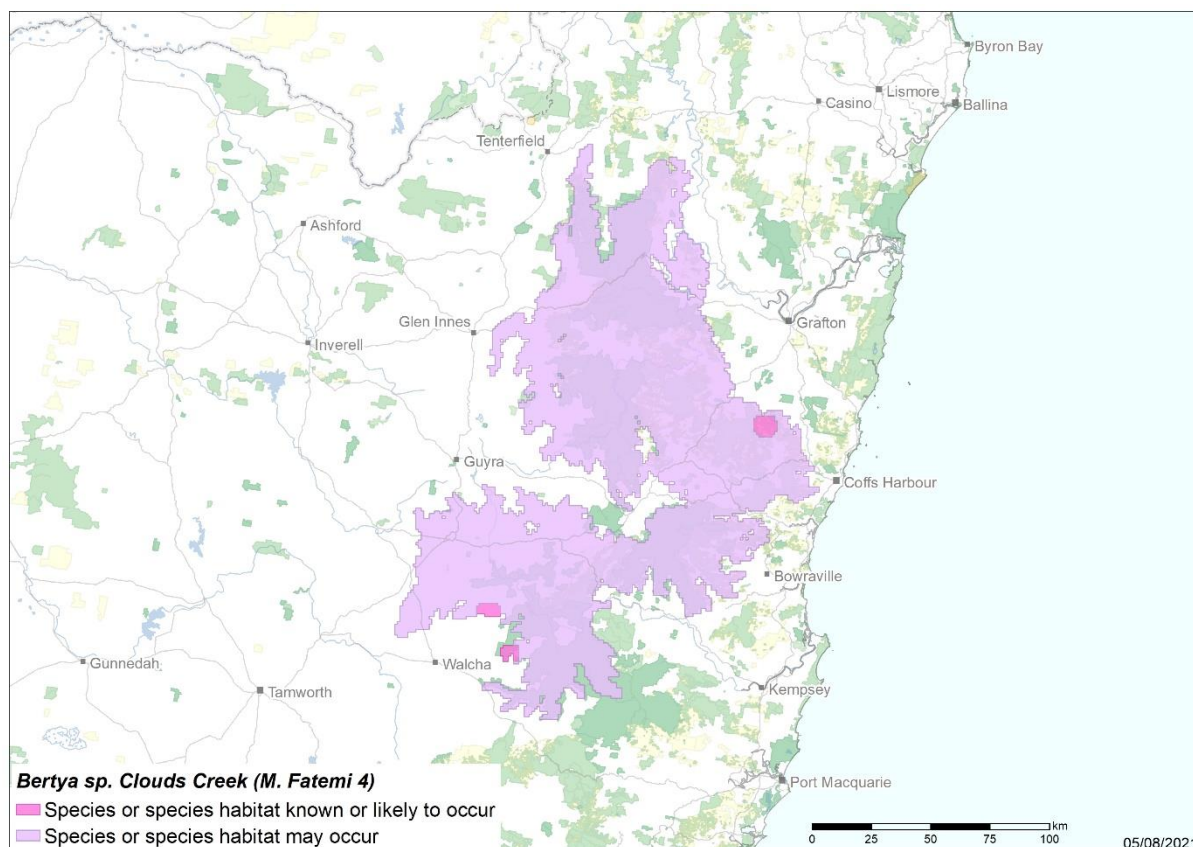 Byron Bay
Lismore
Casino
Ballina
Tenterfield
Ashford
Glen Innes
Grafton
Inverell
Guyra
Coffs Harbour
Bowraville
Gunnedah
Walcha
Tamworth
Kempsey
Port Macquarie
Bertya sp. Clouds Creek (M. Fatemi 4)
Species or species habitat known or likely to occur
Species or species habitat may occur
0 25 50 75 100 km